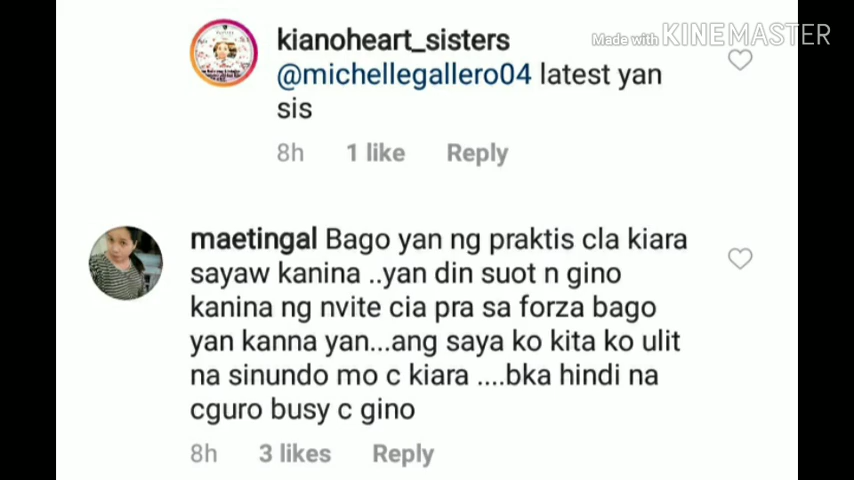 Made with KINEMASTER
kianoheart_sisters
@michellegallero04 latest yan
sis
8h 1 like Reply
maetingal Bago yan ng praktis cla kiara
sayaw kanina ..yan din suot n gino
kanina ng nvite cia pra sa forza bago
yan kanna yan...ang saya ko kita ko ulit
na sinundo mo c kiara ....bka hindi na
cguro busy c gino
8h 3 likes Reply